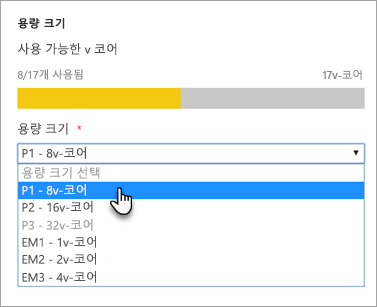 용량 크기
사용 가능한 v 코어
8/17개 사용됨 17v-코어
용량 크기 *
P1 - 8v-코어
용량 크기 선택
P1 - 8v-코어
P2 - 16v-코어
P3 - 32v-코어
EM1 - 1v-코어
EM2 - 2v-코어
EM3 - 4v-코어